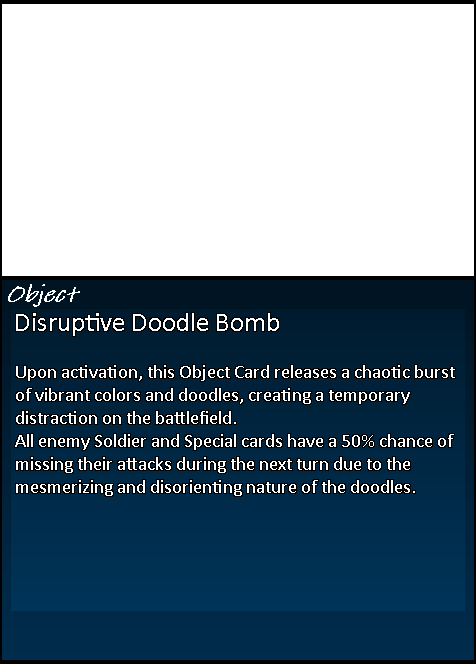 Object
Disruptive Doodle Bomb
Upon activation, this Object Card releases a chaotic burst
of vibrant colors and doodles, creating a temporary
distraction on the battlefield.
All enemy Soldier and Special cards have a 50% chance of
missing their attacks during the next turn due to the
mesmerizing and disorienting nature of the doodles.